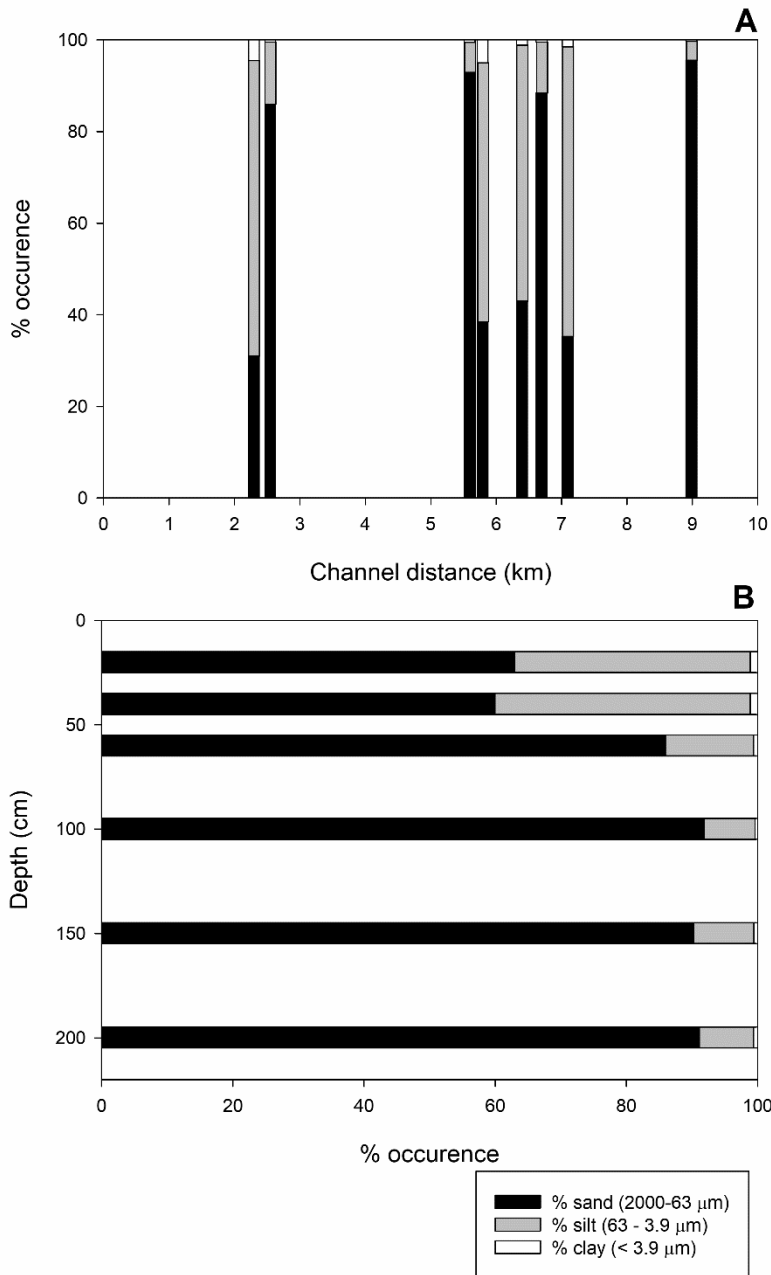 A
100
80
60
40
20
0
% occurence
0 1 2 3 4 5 6 7 8 9 10
Channel distance (km)
B
0
50
100
150
200
Depth (cm)
0 20 40 60 80 100
% occurence
% sand (2000-63 μm)
% silt (63 - 3.9 μm)
% clay (< 3.9 μm)